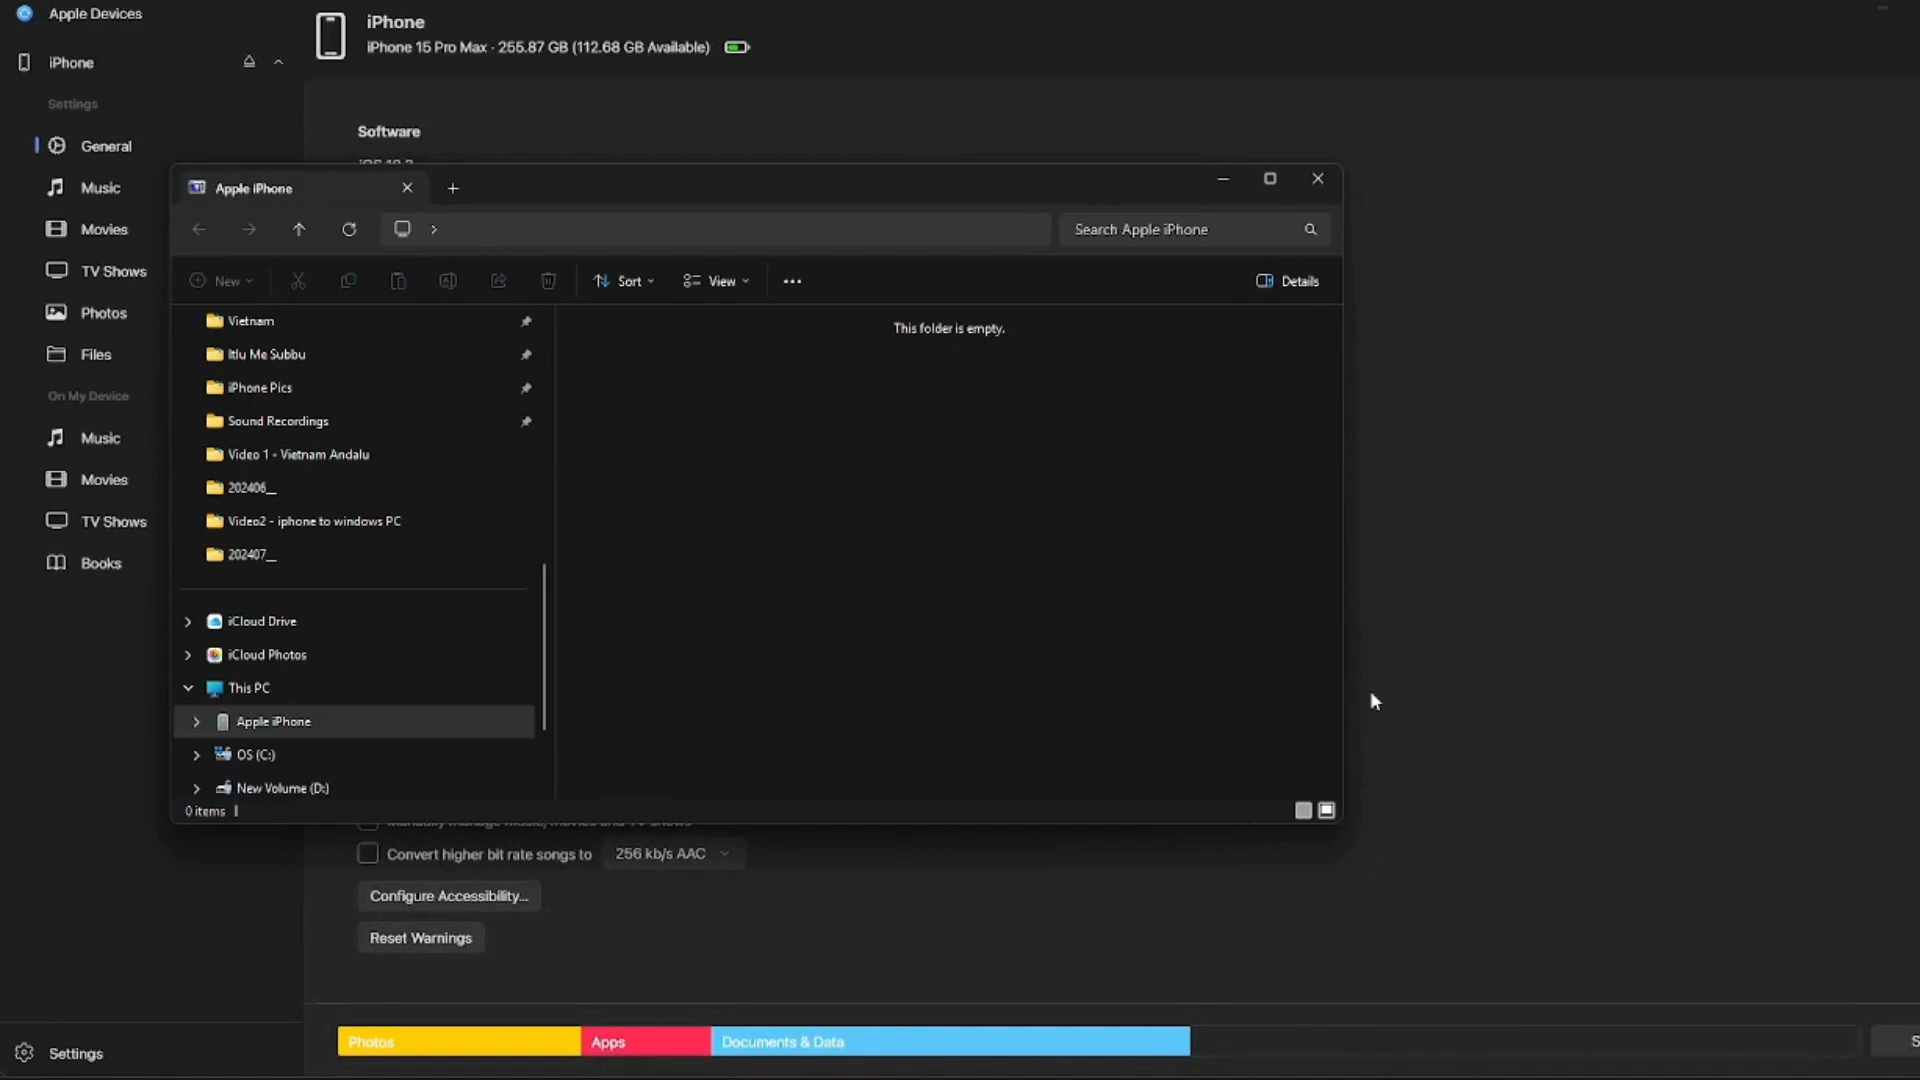 Apple Devices
iPhone
Settings
General
Music
Movies
TV Shows
Photos
Files
On My Device
Music
Movies
TV Shows
Books
Settings
iPhone
iPhone 15 Pro Max · 255.87 GB (112.68 GB Available)
Software
Apple iPhone
Search Apple iPhone
New
Sort
View
Details
Vietnam
Itlu Me Subbu
iPhone Pics
Sound Recordings
Video 1 - Vietnam Andalu
202406__
Video2 - iphone to windows PC
202407__
iCloud Drive
iCloud Photos
This PC
Apple iPhone
OS (C:)
New Volume (D:)
0 items
This folder is empty.
Convert higher bit rate songs to 256 kb/s AAC
Configure Accessibility...
Reset Warnings
Photos
Apps
Documents & Data